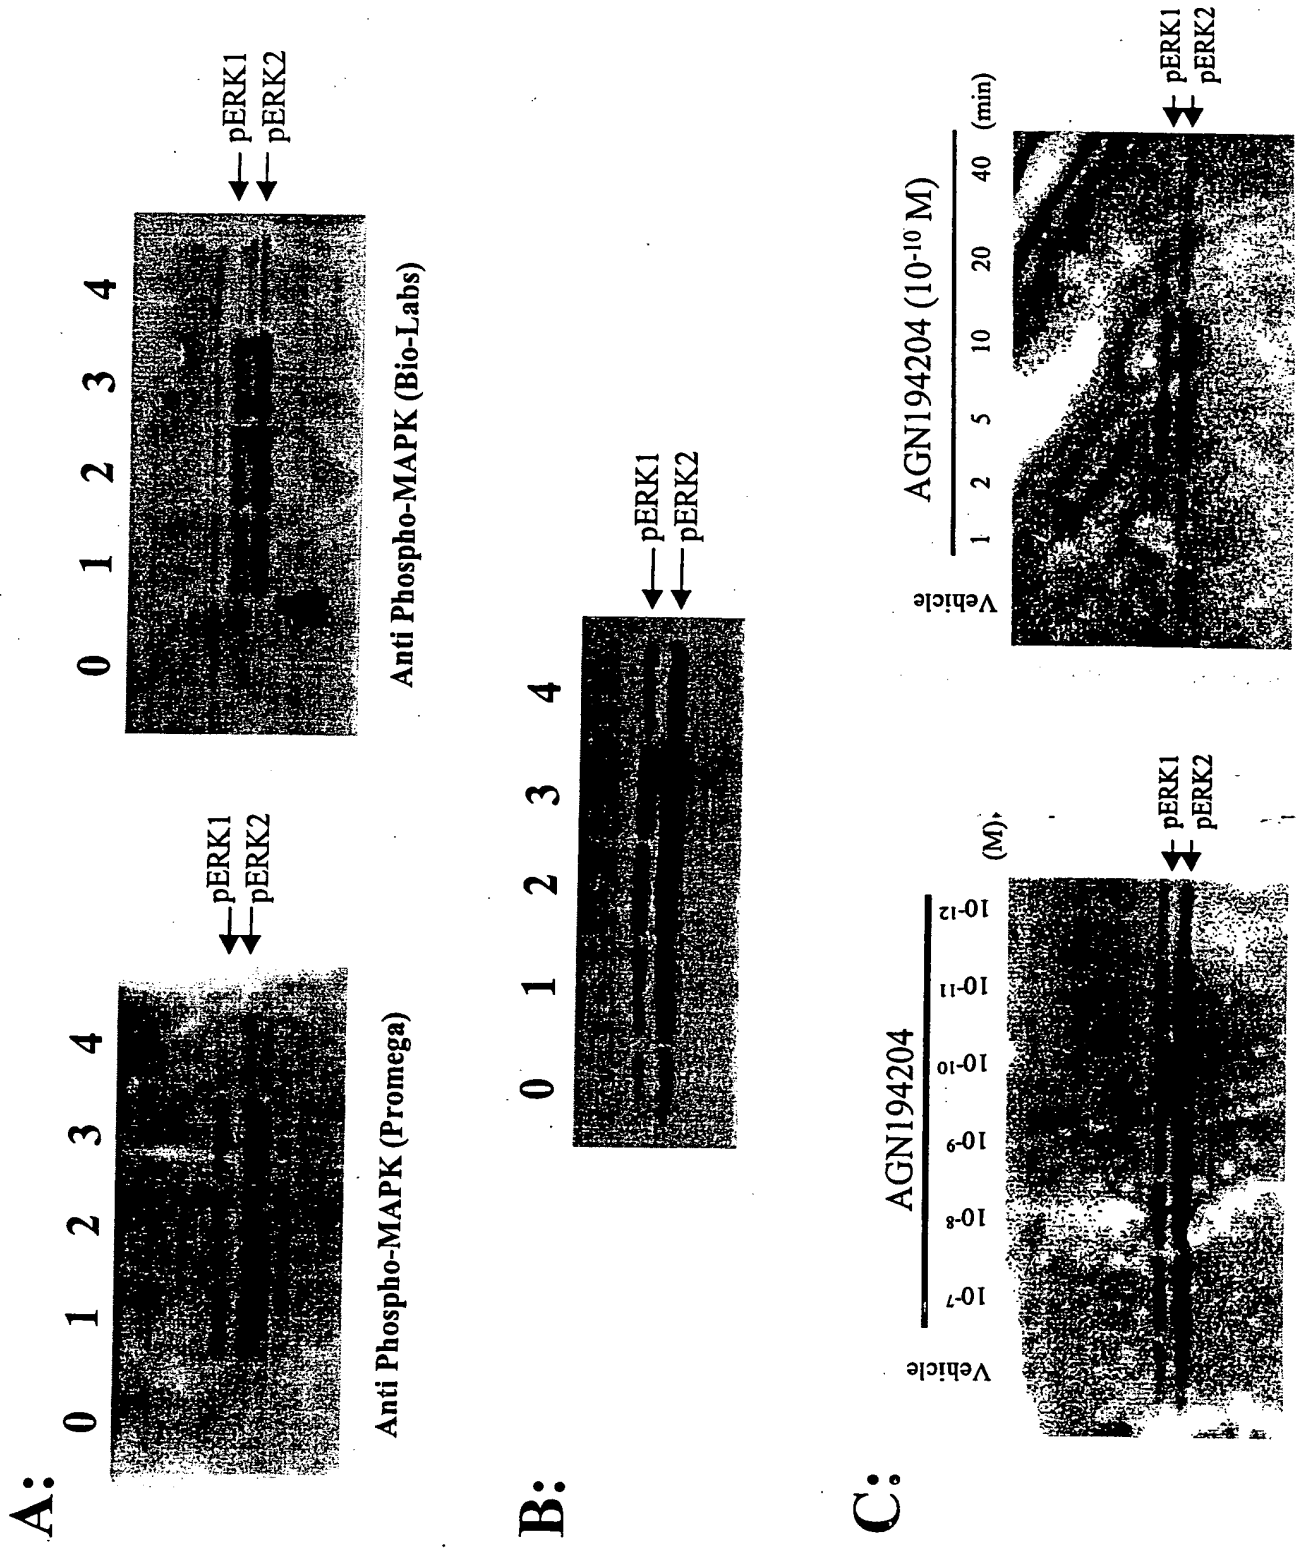 A:
0 1 2 3 4
pERK1
pERK2
Anti Phospho-MAPK (Promega)
0 1 2 3 4
pERK1
pERK2
Anti Phospho-MAPK (Bio-Labs)
B:
0 1 2 3 4
pERK1
pERK2
C:
AGN194204
Vehicle 10-7 10-8 10-9 10-10 10-11 10-12 (M)
pERK1
pERK2
AGN194204 (10-10 M)
Vehicle 1 2 5 10 20 40 (min)
pERK1
pERK2